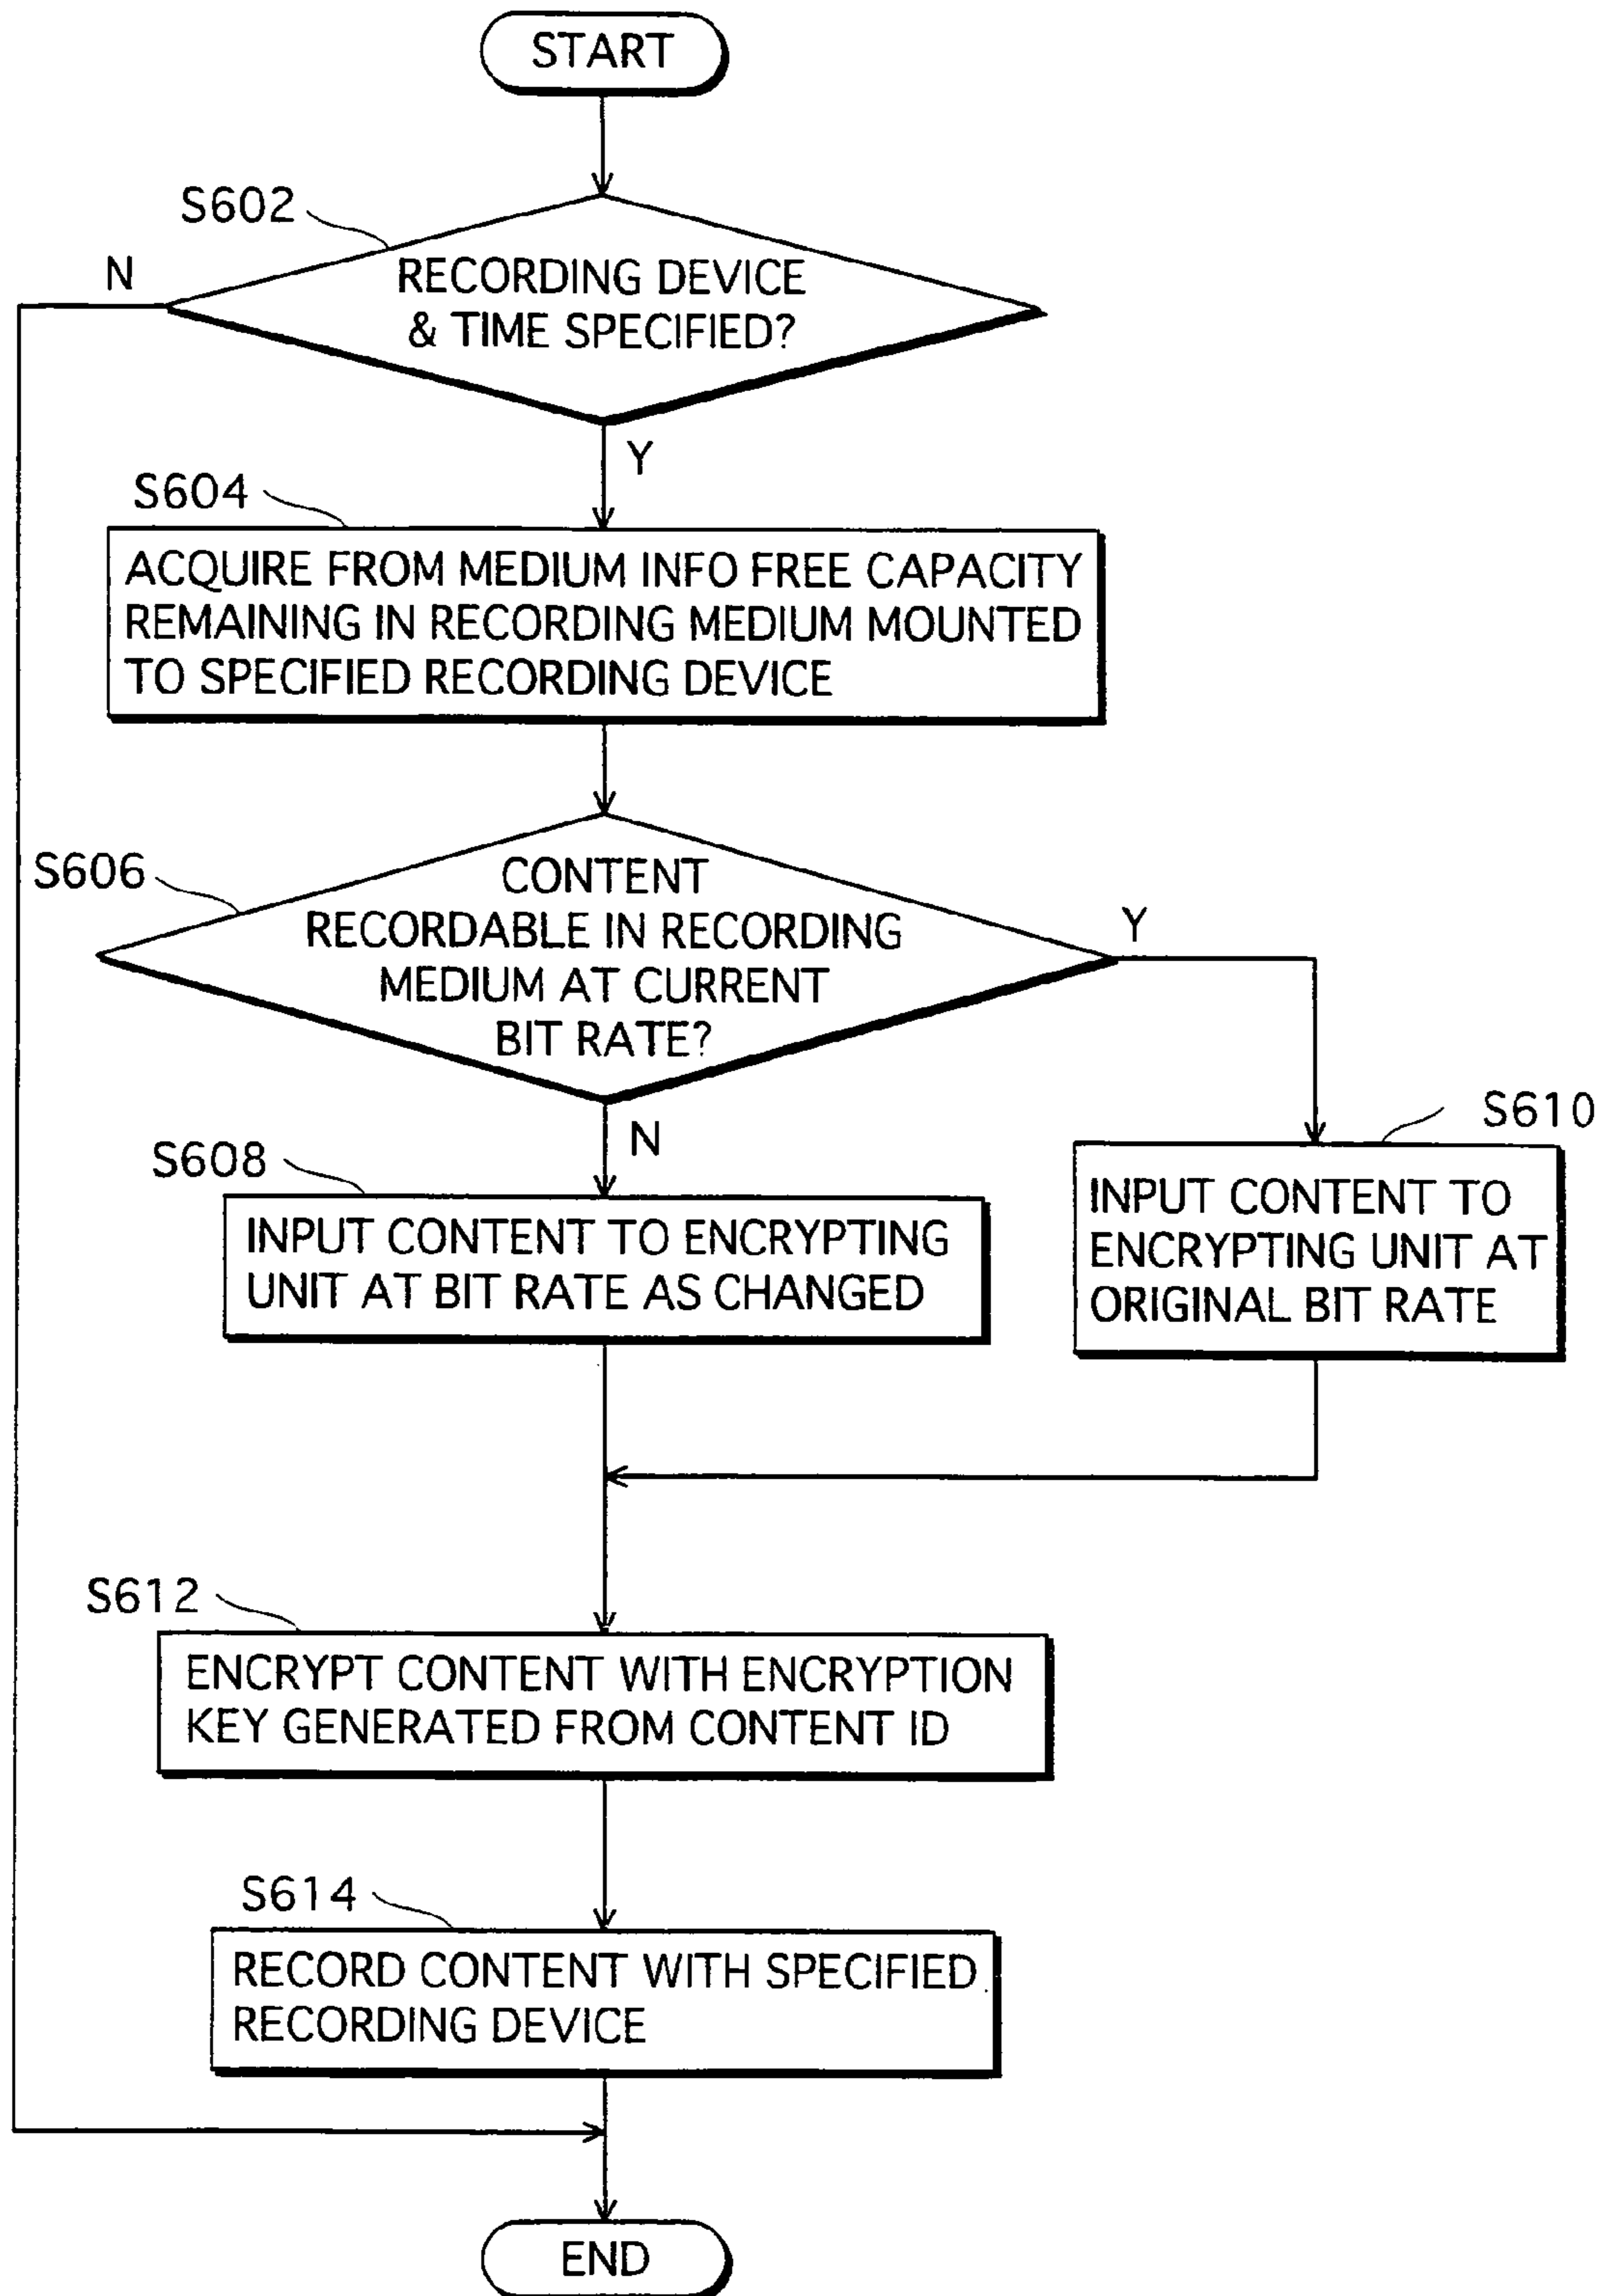 START
S602
N
RECORDING DEVICE
& TIME SPECIFIED?
Y
S604
ACQUIRE FROM MEDIUM INFO FREE CAPACITY
REMAINING IN RECORDING MEDIUM MOUNTED
TO SPECIFIED RECORDING DEVICE
S606
CONTENT
RECORDABLE IN RECORDING
MEDIUM AT CURRENT
BIT RATE?
Y
N
S608
INPUT CONTENT TO ENCRYPTING
UNIT AT BIT RATE AS CHANGED
S610
INPUT CONTENT TO
ENCRYPTING UNIT AT
ORIGINAL BIT RATE
S612
ENCRYPT CONTENT WITH ENCRYPTION
KEY GENERATED FROM CONTENT ID
S614
RECORD CONTENT WITH SPECIFIED
RECORDING DEVICE
END